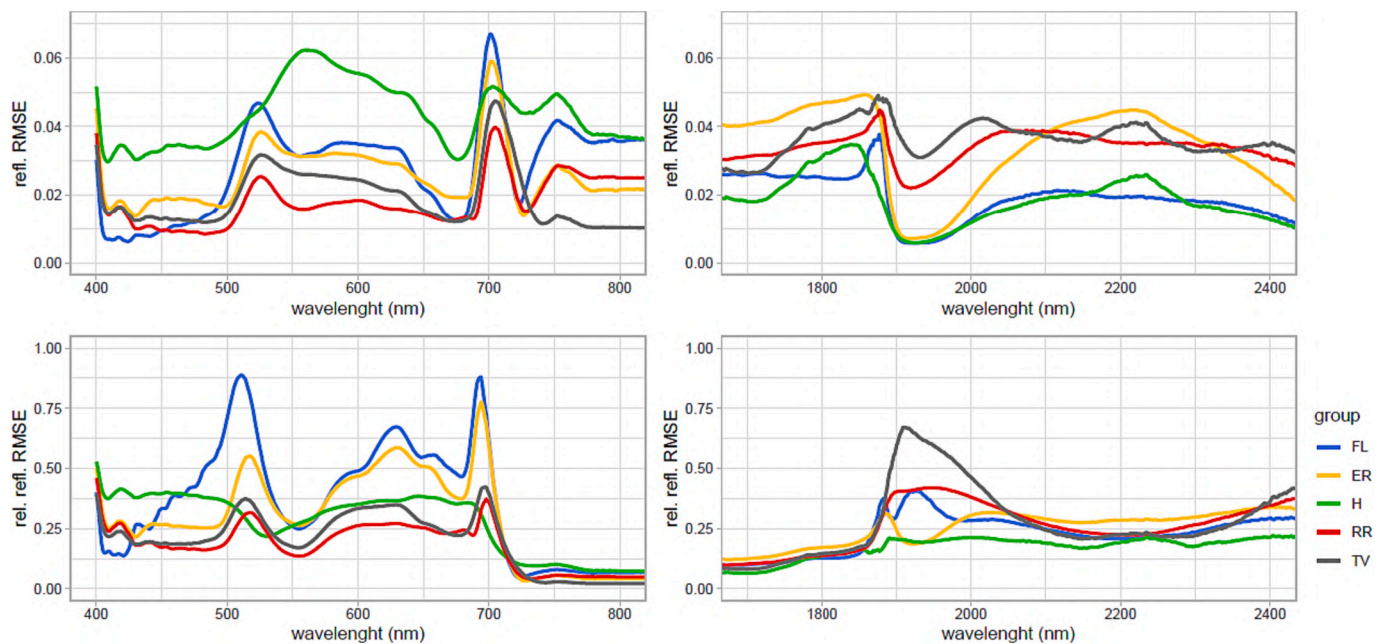 refl. RMSE
0.06
0.04
0.02
0.00
400 500 600 700 800
wavelenght (nm)
refl. RMSE
0.06
0.04
0.02
0.00
1800 2000 2200 2400
wavelenght (nm)
rel. refl. RMSE
1.00
0.75
0.50
0.25
0.00
400 500 600 700 800
wavelenght (nm)
rel. refl. RMSE
1.00
0.75
0.50
0.25
0.00
1800 2000 2200 2400
wavelenght (nm)
group
FL
ER
H
RR
TV